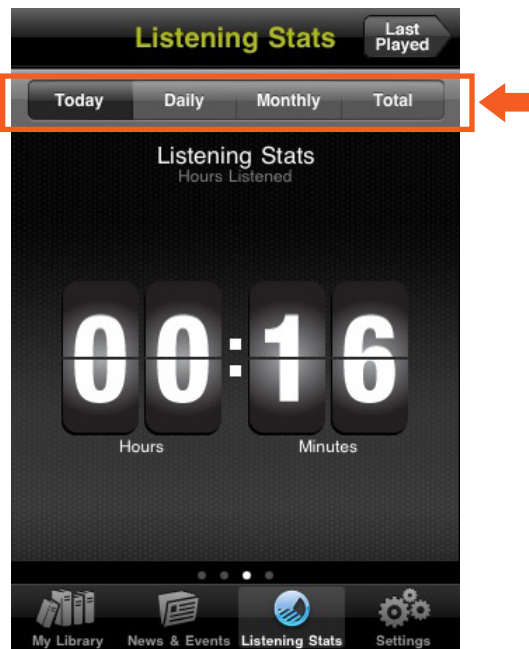 Listening Stats
Last
Played
Today Daily Monthly Total
Listening Stats
Hours Listened
00:16
Hours Minutes
My Library News & Events Listening Stats Settings